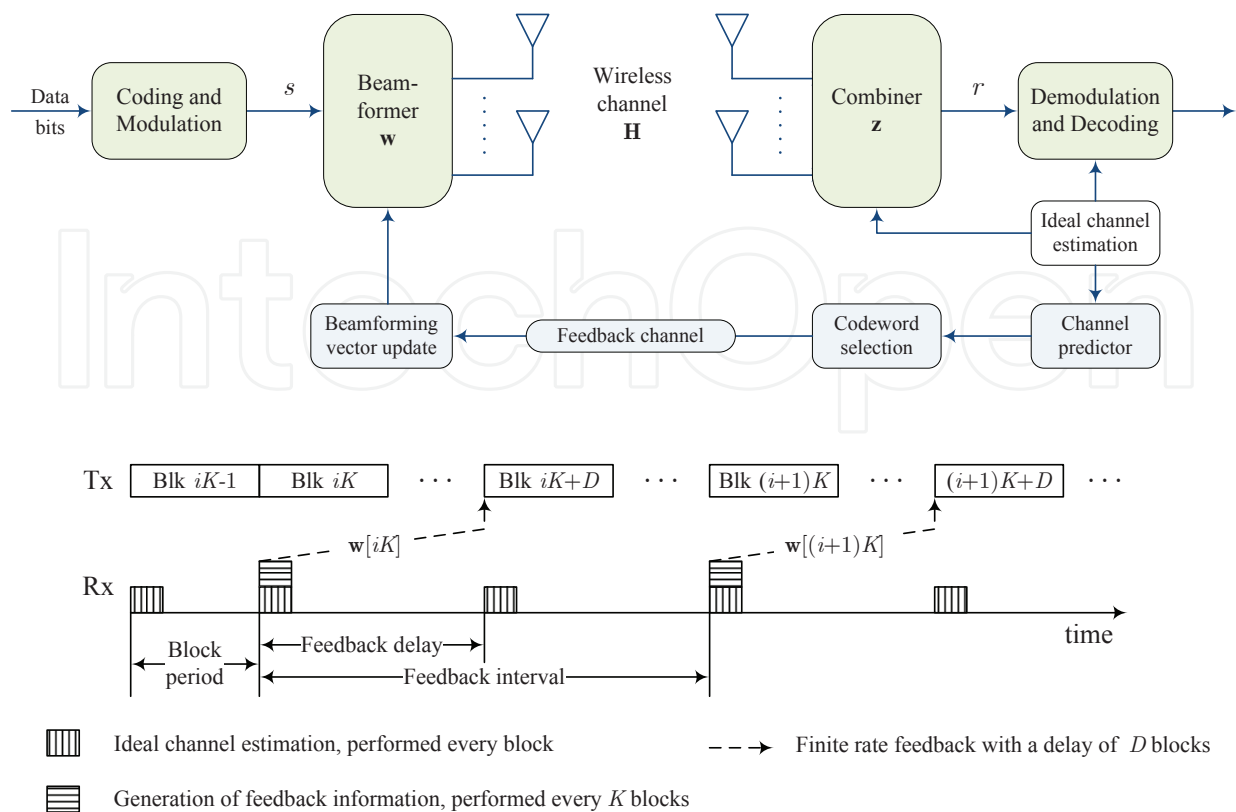 Data
bits
Coding and
Modulation
s
Beam-
former
w
Wireless
channel
H
Combiner
z
r
Demodulation
and Decoding
Ideal channel
estimation
Beamforming
vector update
Feedback channel
Codeword
selection
Channel
predictor
IntechOpen
Tx
Blk iK-1
Blk iK
· · ·
Blk iK+D
· · ·
Blk (i+1)K
· · ·
(i+1)K+D
· · ·
w[iK]
w[(i+1)K]
Rx
time
Block
period
Feedback delay
Feedback interval
Ideal channel estimation, performed every block
Finite rate feedback with a delay of D blocks
Generation of feedback information, performed every K blocks